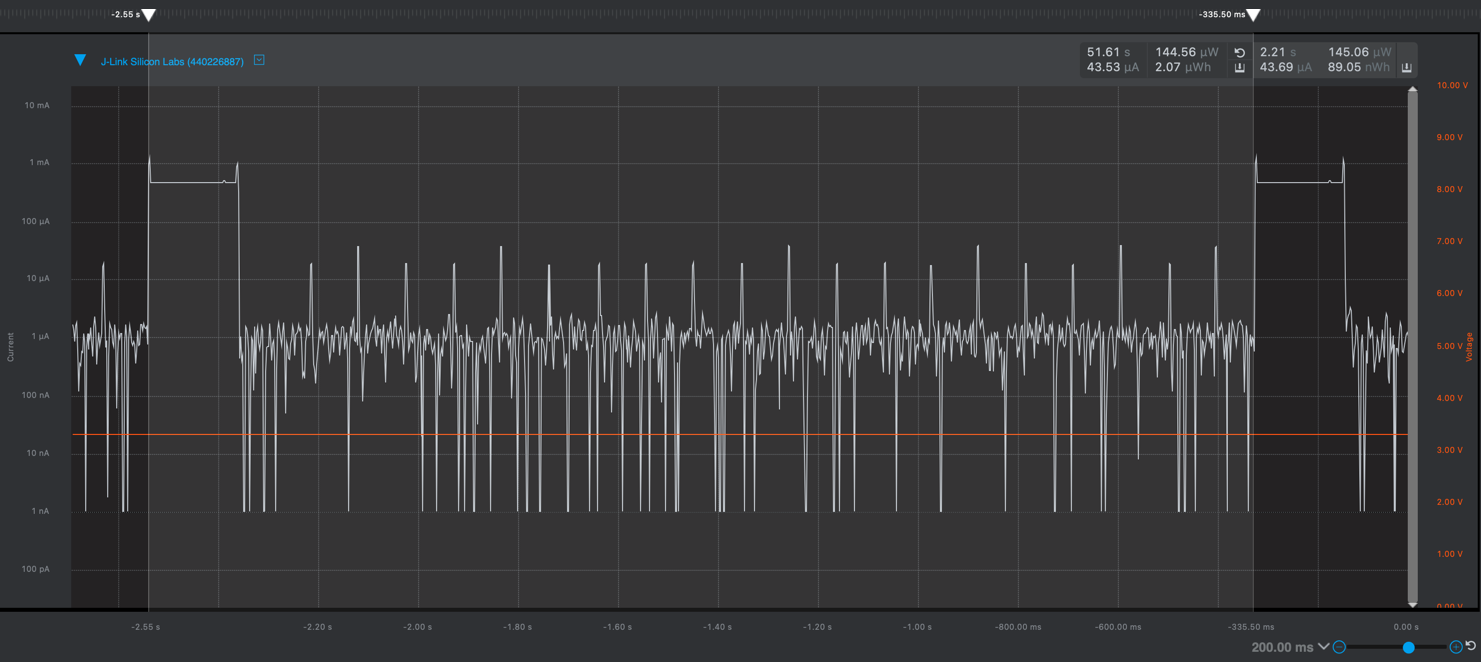 -2.55 s
-335.50 ms
J-Link Silicon Labs (440226887)
51.61 s 144.56 µW 2.21 s 145.06 µW
43.53 µA 2.07 µWh 43.69 µA 89.05 nWh
10.00 V
10 mA
9.00 V
1 mA
8.00 V
100 µA
7.00 V
10 µA
6.00 V
1 µA
5.00 V
Current
Voltage
100 nA
4.00 V
10 nA
3.00 V
1 nA
2.00 V
100 pA
1.00 V
0.00 V
-2.55 s -2.20 s -2.00 s -1.80 s -1.60 s -1.40 s -1.20 s -1.00 s -800.00 ms -600.00 ms -335.50 ms 0.00 s
200.00 ms